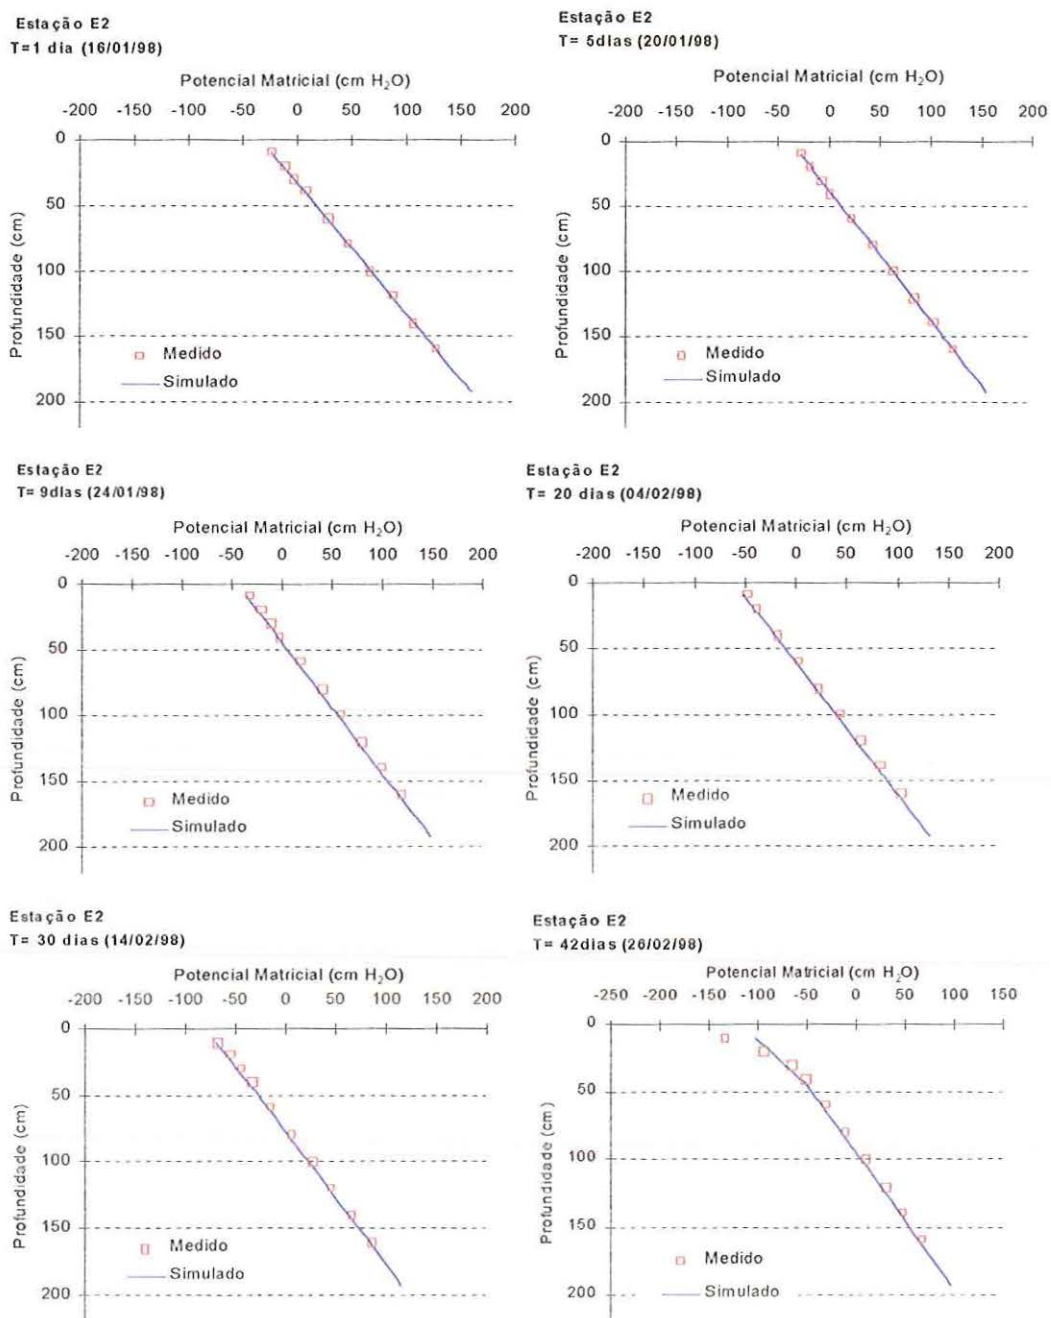 Estação E2
T=1 dia (16/01/98)
Potencial Matricial (cm H2O)
-200 -150 -100 -50 0 50 100 150 200
0
50
100
150
200
Profundidade (cm)
Medido
Simulado
Estação E2
T= 5dias (20/01/98)
Potencial Matricial (cm H2O)
-200 -150 -100 -50 0 50 100 150 200
0
50
100
150
200
Profundidade (cm)
Medido
Simulado
Estação E2
T= 9dias (24/01/98)
Potencial Matricial (cm H2O)
-200 -150 -100 -50 0 50 100 150 200
0
50
100
150
200
Profundidade (cm)
Medido
Simulado
Estação E2
T= 20 dias (04/02/98)
Potencial Matricial (cm H2O)
-200 -150 -100 -50 0 50 100 150 200
0
50
100
150
200
Profundidade (cm)
Medido
Simulado
Estação E2
T= 30 dias (14/02/98)
Potencial Matricial (cm H2O)
-200 -150 -100 -50 0 50 100 150 200
0
50
100
150
200
Profundidade (cm)
Medido
Simulado
Estação E2
T= 42dias (26/02/98)
Potencial Matricial (cm H2O)
-250 -200 -150 -100 -50 0 50 100 150
0
50
100
150
200
Profundidade (cm)
Medido
Simulado